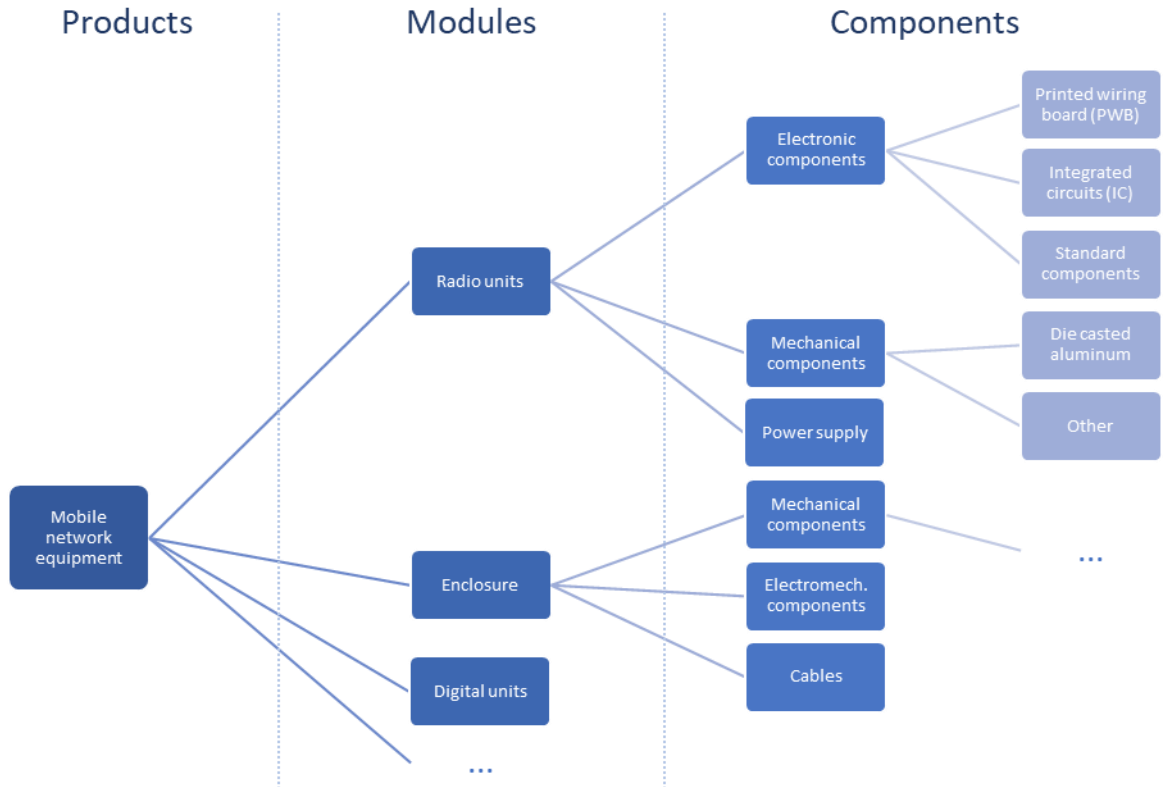 Products
Modules
Components
Mobile
network
equipment
Radio units
Enclosure
Digital units
...
Electronic
components
Mechanical
components
Power supply
Mechanical
components
Electromech.
components
Cables
Printed wiring
board (PWB)
Integrated
circuits (IC)
Standard
components
Die casted
aluminum
Other
...